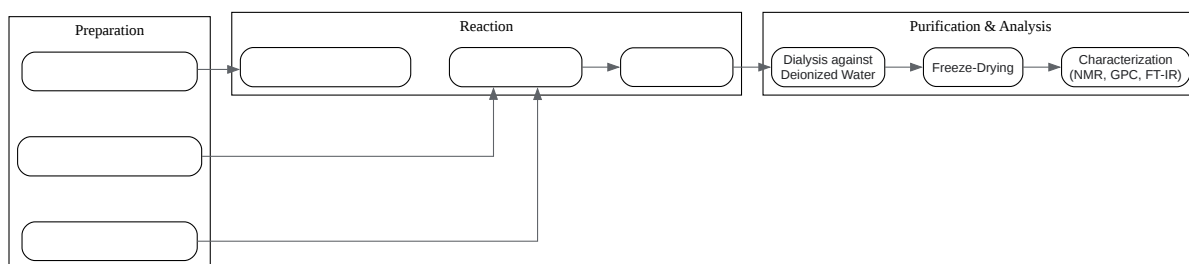 Preparation
Reaction
Purification & Analysis
Dialysis against
Deionized Water
Freeze-Drying
Characterization
(NMR, GPC, FT-IR)